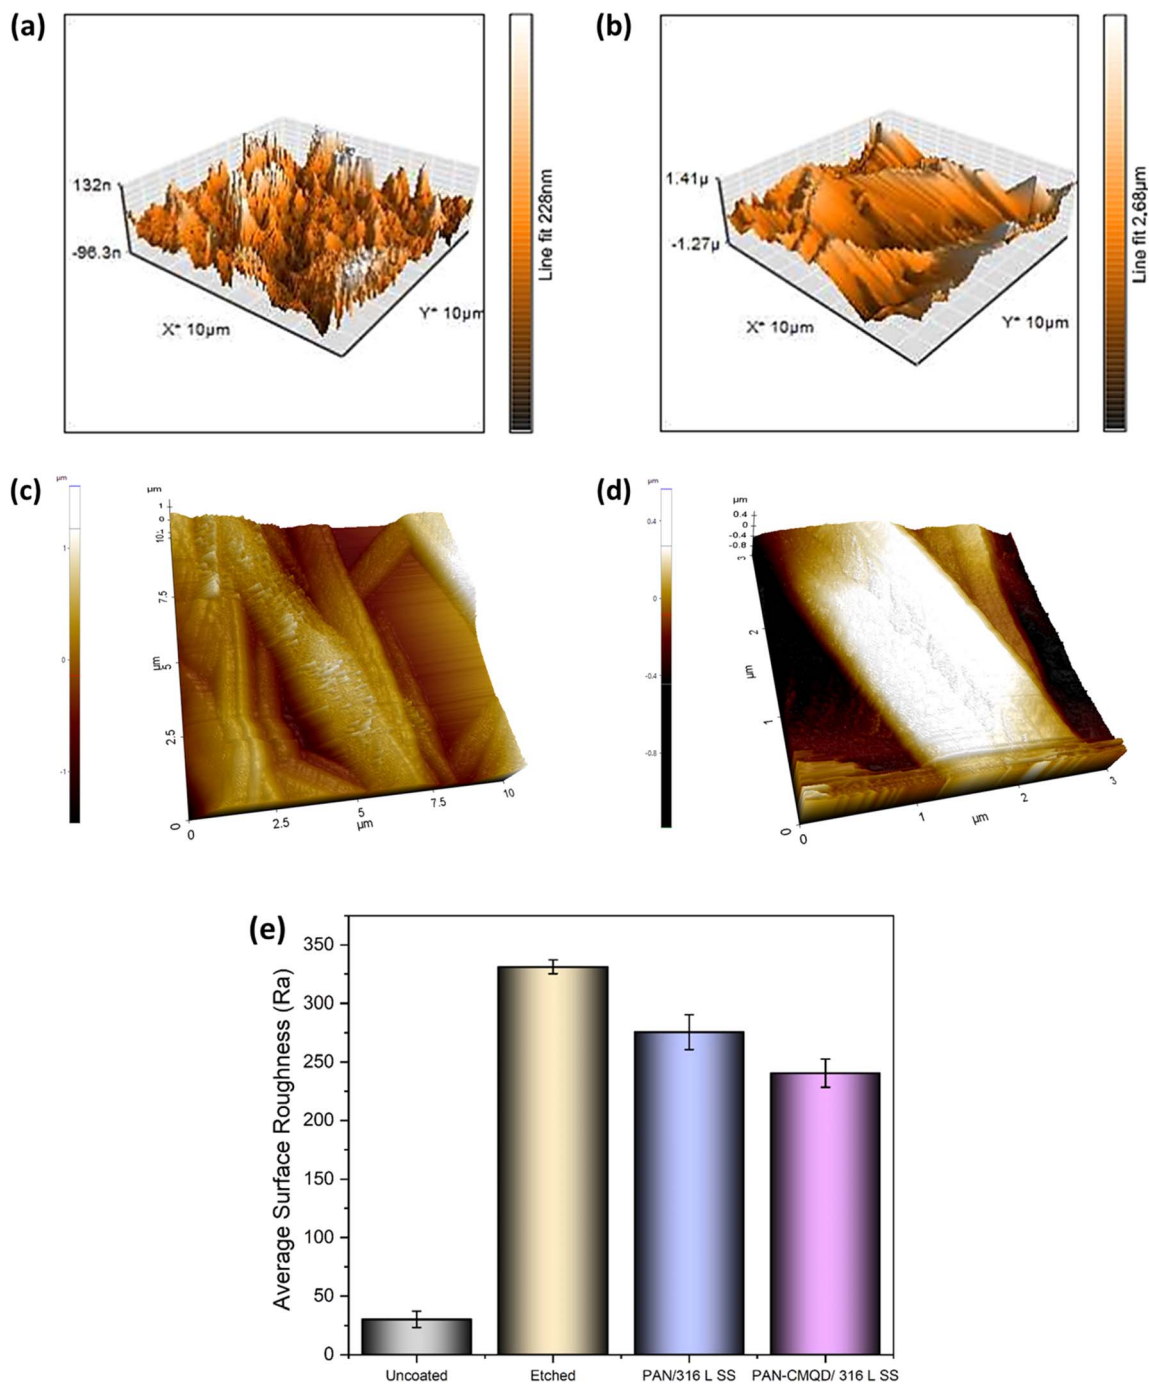 (a)
132n
-96.3n
X* 10µm
Y* 10µm
Line fit 228nm
(b)
1.41µ
-1.27µ
X* 10µm
Y* 10µm
Line fit 2,68µm
(c)
µm
1
0
-1
µm
1
0
10
7.5
µm
5
2.5
0
0
2.5
5
µm
7.5
10
(d)
µm
0.4
0
-0.4
-0.8
µm
0.4
0
-0.4
-0.8
3
2
µm
1
0
0
1
µm
2
3
(e)
Average Surface Roughness (Ra)
350
300
250
200
150
100
50
0
Uncoated
Etched
PAN/316 L SS
PAN-CMQD/ 316 L SS